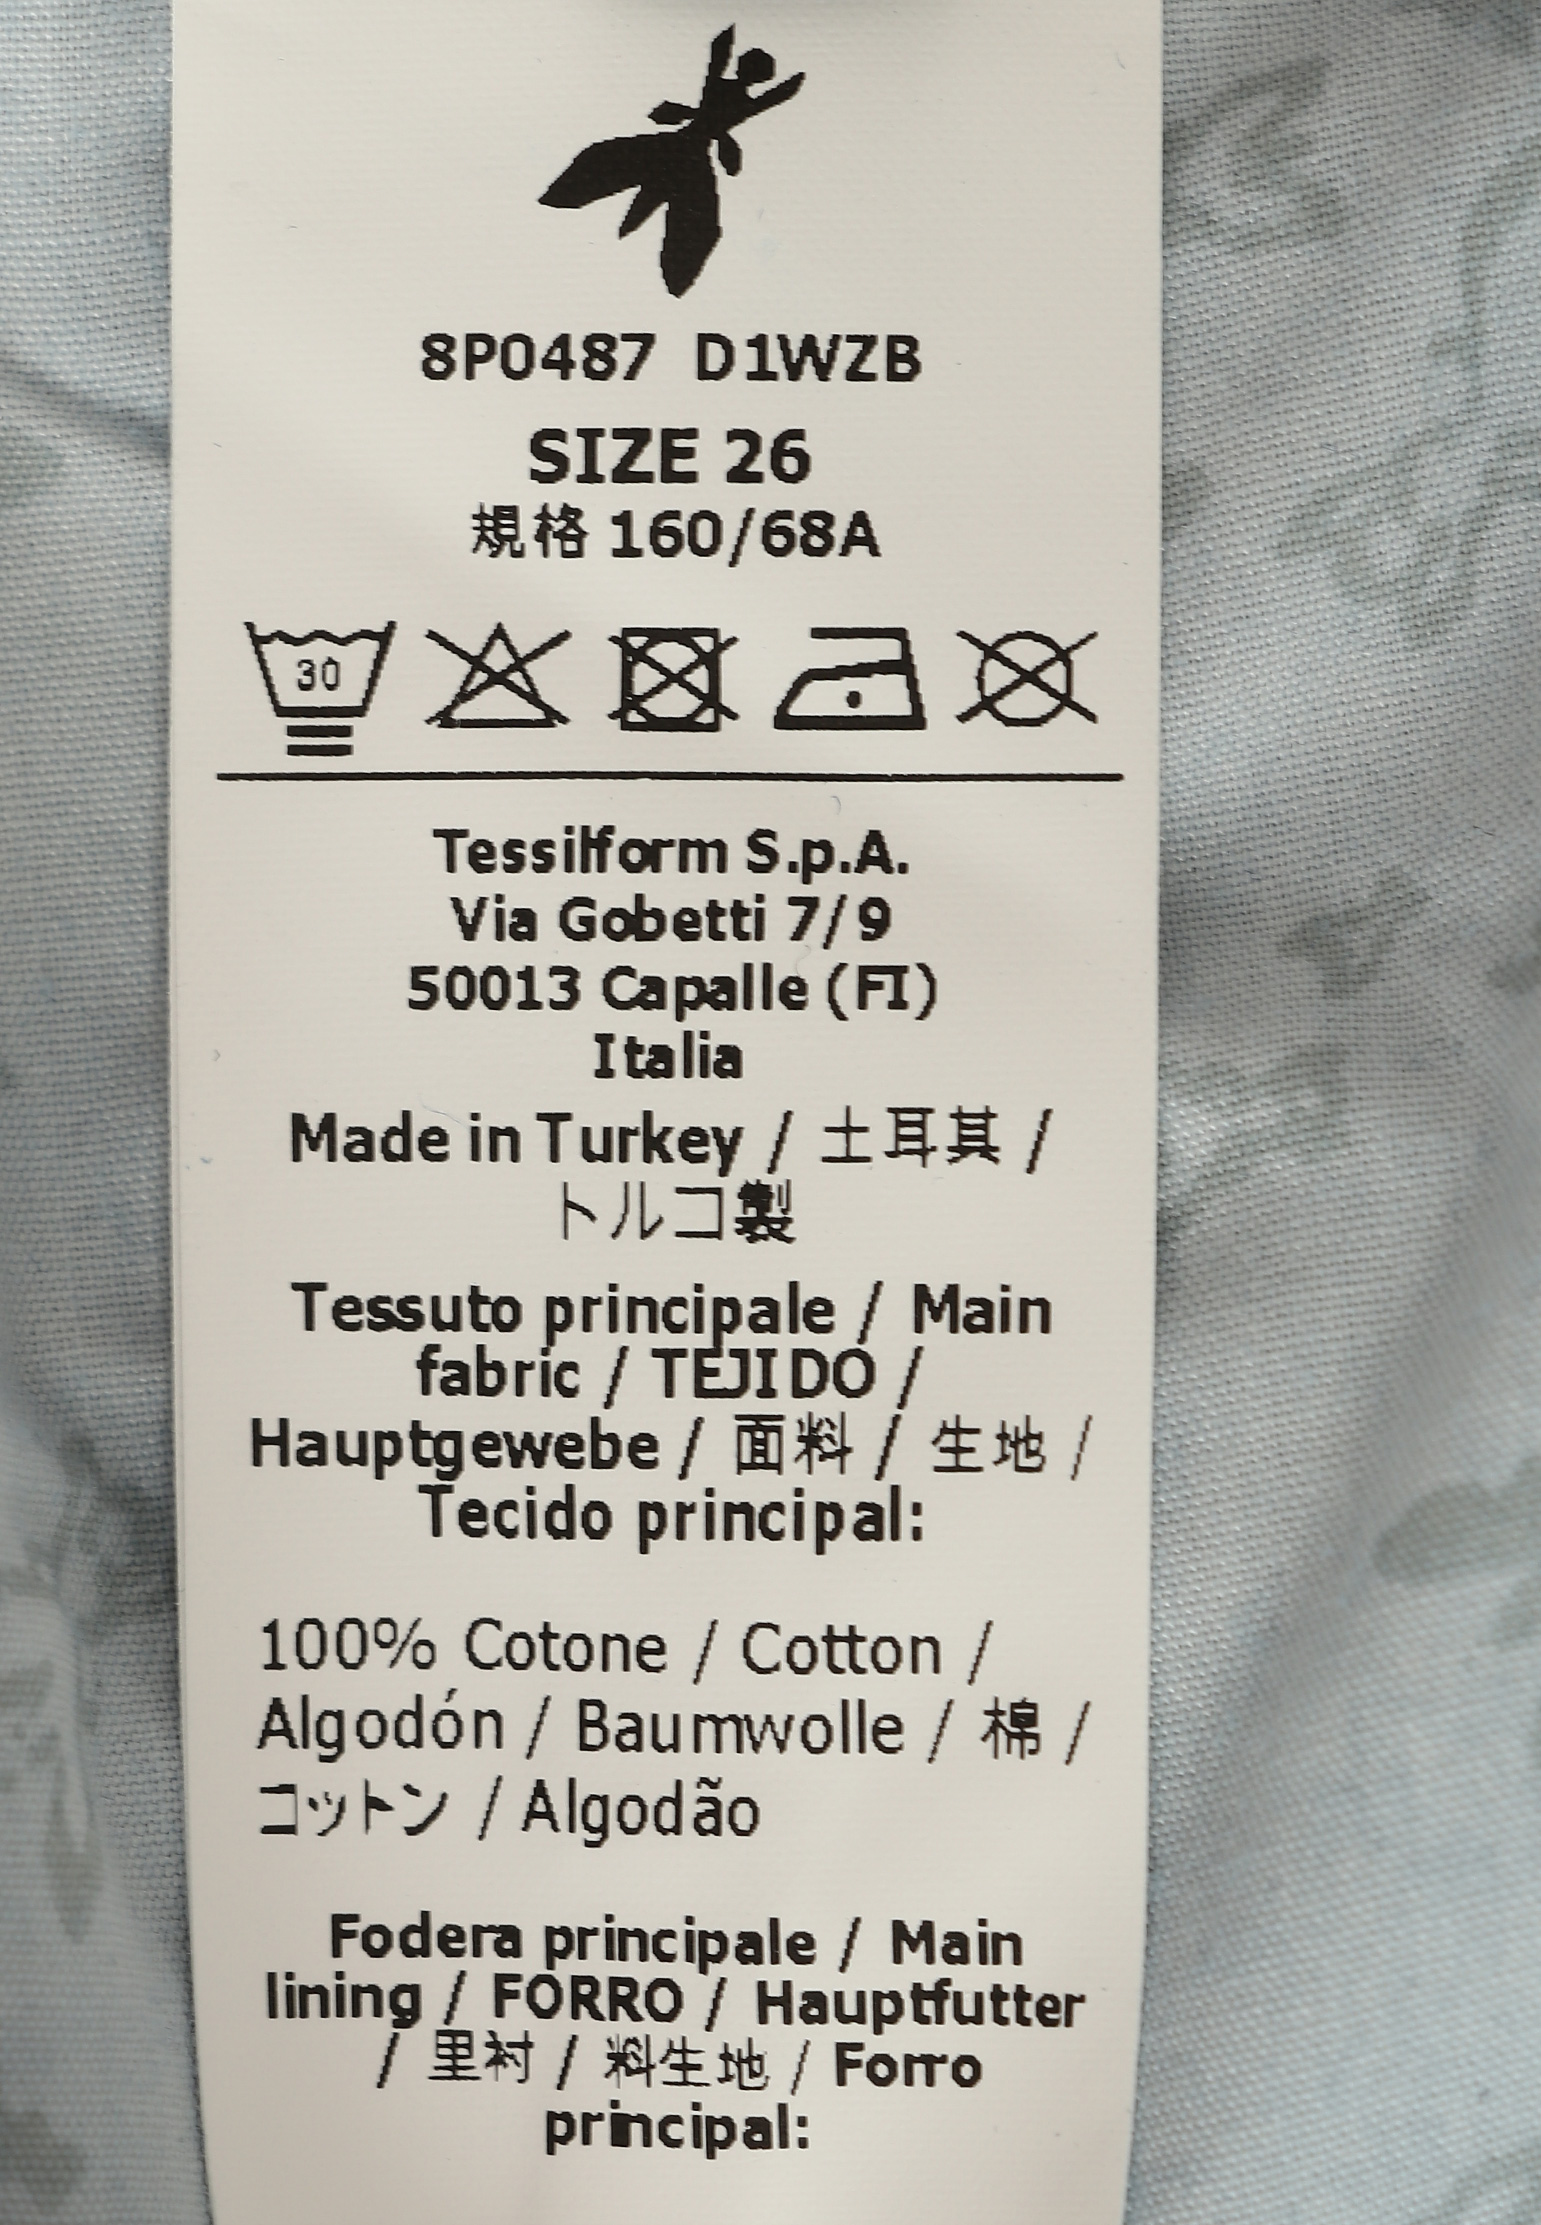 8P0487 D1WZB
SIZE 26
規格 160/68A
30
Tessilform S.p.A.
Via Gobetti 7/9
50013 Capalle (FI)
Italia
Made in Turkey / 土耳其 /
トルコ製
Tessuto principale / Main
fabric / TEJIDO /
Hauptgewebe / 面料 / 生地 /
Tecido principal:
100% Cotone / Cotton /
Algodón / Baumwolle / 棉 /
コットン / Algodão
Fodera principale / Main
lining / FORRO / Hauptfutter
/ 里衬 / 料生地 / Forro
principal: